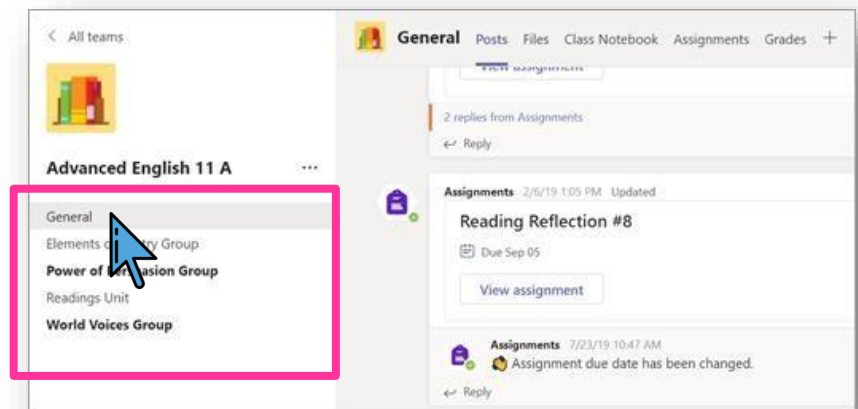 All teams
Advanced English 11 A
General
Elements Group
Power of Persuasion Group
Readings Unit
World Voices Group
General Posts Files Class Notebook Assignments Grades
View assignment
2 replies from Assignments
Reply
Assignments 2/6/19 1:05 PM Updated
Reading Reflection #8
Due Sep 05
View assignment
Assignments 7/23/19 10:47 AM
Assignment due date has been changed.
Reply